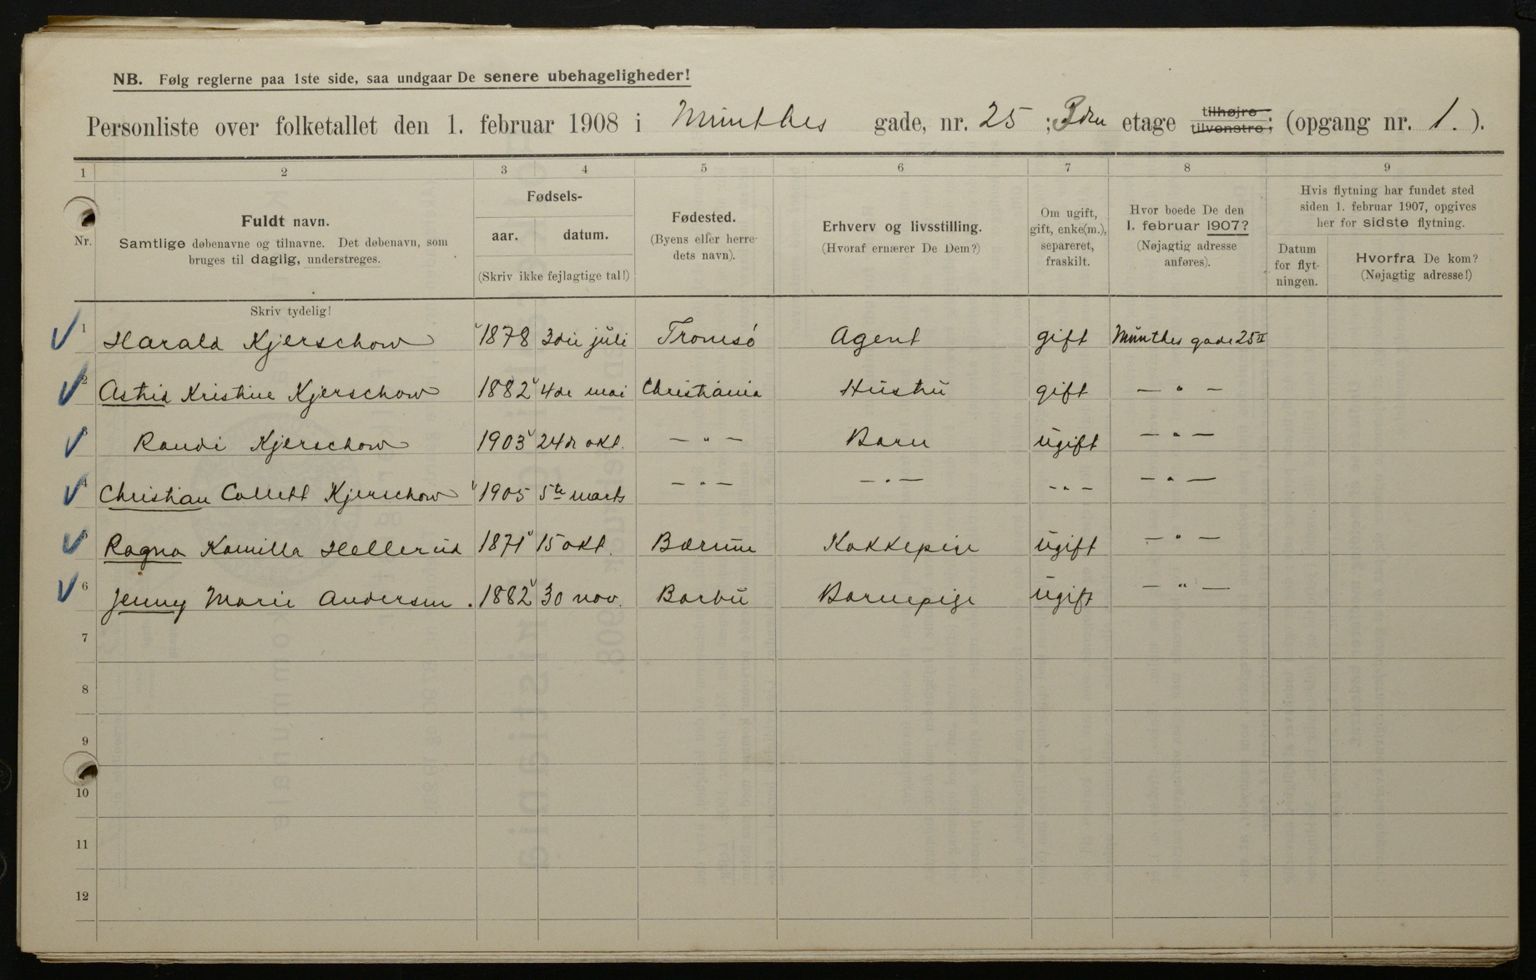 NB. Følg reglerne paa 1ste side, saa undgaar De senere ubehageligheder!
Personliste over folketallet den 1. februar 1908 i Munthes gade, nr. 25 ; etage tilhøjre tilvenstre ; (opgang nr. 1. ).
1 2 3 4 5 6 7 8 9
Nr. Fuldt navn. Samtlige døbenavne og tilnavne. Det døbenavn, som bruges til daglig, understreges.
Fødsels-
aar. datum.
(Skriv ikke fejlagtige tal!)
Fødested. (Byens eller herredets navn).
Erhverv og livsstilling. (Hvoraf ernærer De Dem?)
Om ugift, gift, enke(m.), separeret, fraskilt.
Hvor boede De den 1. februar 1907? (Nøjagtig adresse anføres).
Hvis flytning har fundet sted siden 1. februar 1907, opgives her for sidste flytning.
Datum for flytningen.
Hvorfra De kom? (Nøjagtig adresse!)
Skriv tydelig!
1 Harald Kjerschow 1878 3die juli Tromsö Agent gift Munthes gade 25 II
2 Astrid Kristine Kjerschow 1882 4de mai Christiania Hustru gift — " —
3 Randi Kjerschow 1903 24de okt. — " — Barn ugift — " —
4 Christian Collett Kjerschow 1905 5te marts — " — — " — — " — — " —
5 Ragna Kamilla Hellerud 1871 15 okt. Bærum Kokkepige ugift — " —
6 Jenny Marie Andersen. 1882 30 nov. Barbu Barnepige ugift — " —
7
8
9
10
11
12